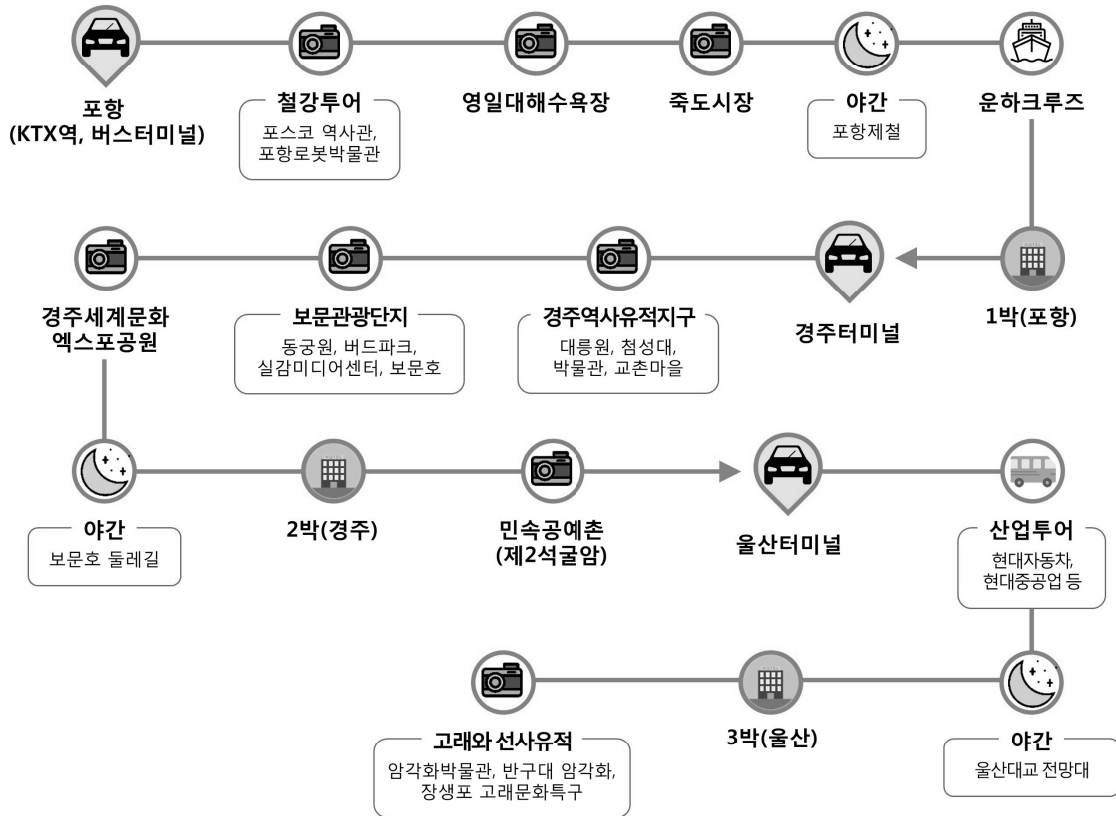 포항
(KTX역, 버스터미널)
철강투어
포스코 역사관,
포항로봇박물관
영일대해수욕장
죽도시장
야간
포항제철
운하크루즈
1박(포항)
경주터미널
경주역사유적지구
대릉원, 첨성대,
박물관, 교촌마을
보문관광단지
동궁원, 버드파크,
실감미디어센터, 보문호
경주세계문화
엑스포공원
야간
보문호 둘레길
2박(경주)
민속공예촌
(제2석굴암)
울산터미널
산업투어
현대자동차,
현대중공업 등
야간
울산대교 전망대
3박(울산)
고래와 선사유적
암각화박물관, 반구대 암각화,
장생포 고래문화특구